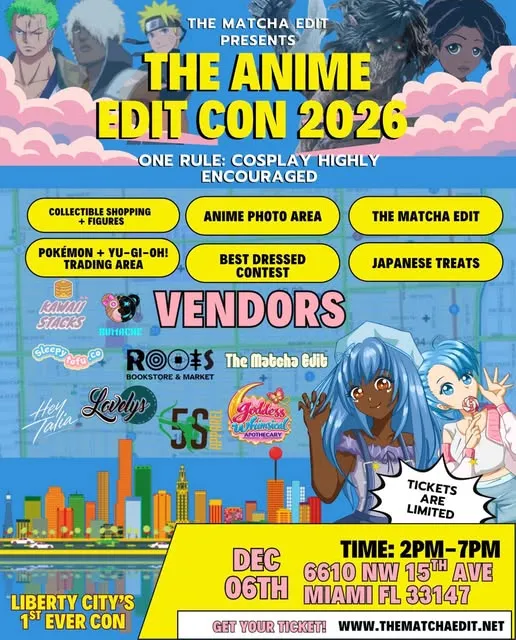 THE MATCHA EDIT
PRESENTS
THE ANIME
EDIT CON 2026
ONE RULE: COSPLAY HIGHLY
ENCOURAGED
COLLECTIBLE SHOPPING
+ FIGURES
ANIME PHOTO AREA
THE MATCHA EDIT
POKÉMON + YU-GI-OH!
TRADING AREA
BEST DRESSED
CONTEST
JAPANESE TREATS
VENDORS
KAWAII
STACKS
Sleepy
co
ROOTS
BOOKSTORE & MARKET
The Matcha Edit
Hey
Talia
Lovelys
5S
APPAREL
Goddess
Whimsical
APOTHECARY
TICKETS
ARE
LIMITED
DEC
06TH
TIME: 2PM-7PM
6610 NW 15TH AVE
MIAMI FL 33147
LIBERTY CITY'S
1ST EVER CON
GET YOUR TICKET!
WWW.THEMATCHAEDIT.NET